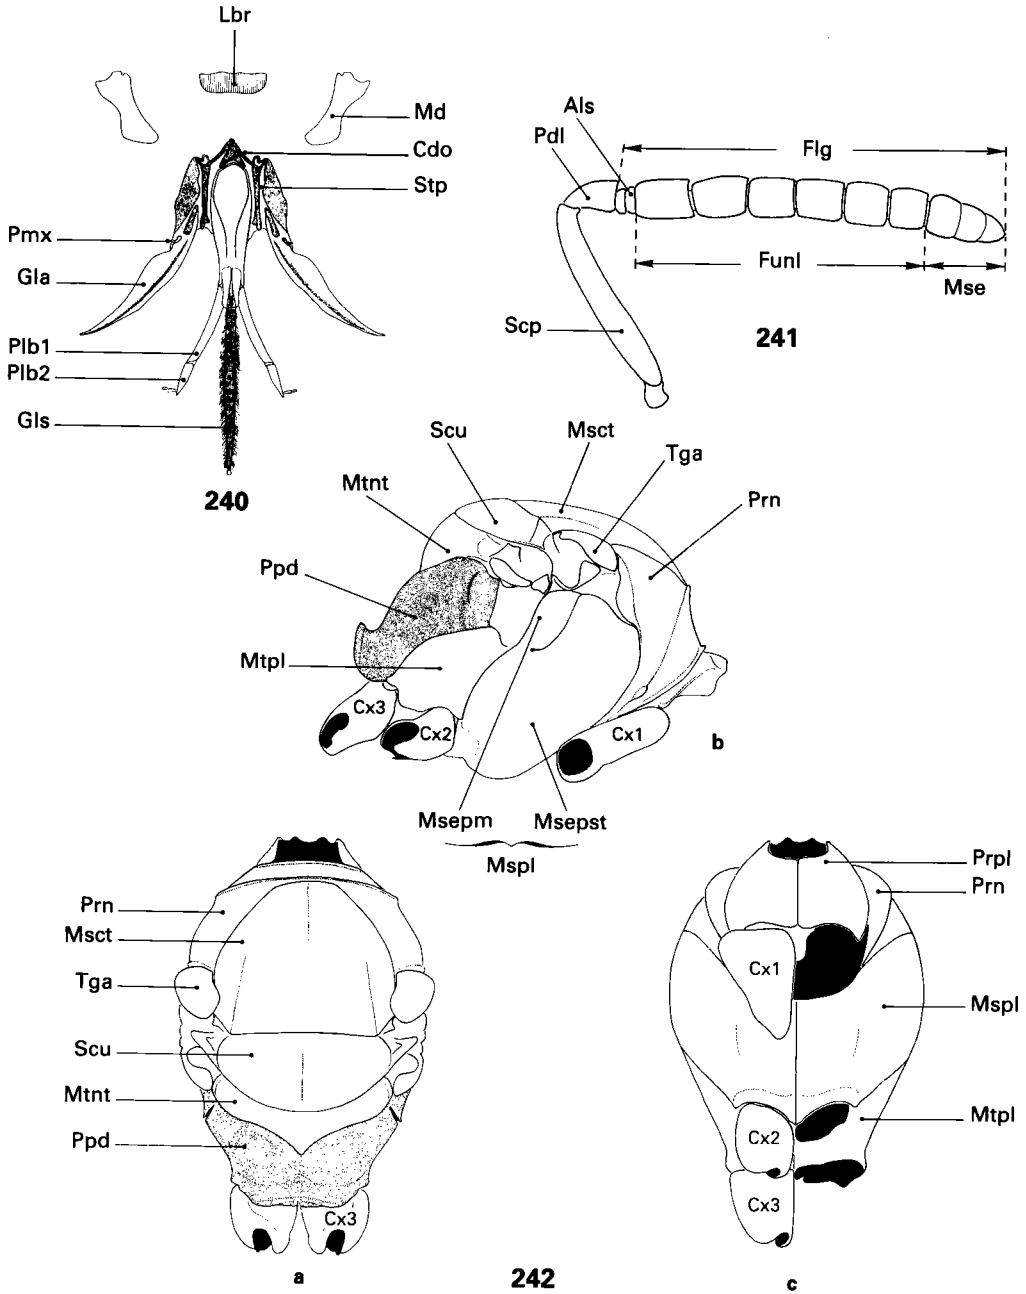 Lbr
Md
Cdo
Stp
Pmx
Gla
Plb1
Plb2
Gls
240
Als
Pdl
Flg
Funl
Mse
Scp
241
Scu
Msct
Tga
Mtnt
Prn
Ppd
Mtpl
Cx3
Cx2
Cx1
b
Msepm
Msepst
Mspl
Prn
Msct
Tga
Scu
Mtnt
Ppd
Cx3
a
Prpl
Prn
Cx1
Mspl
Mtpl
Cx2
Cx3
c
242